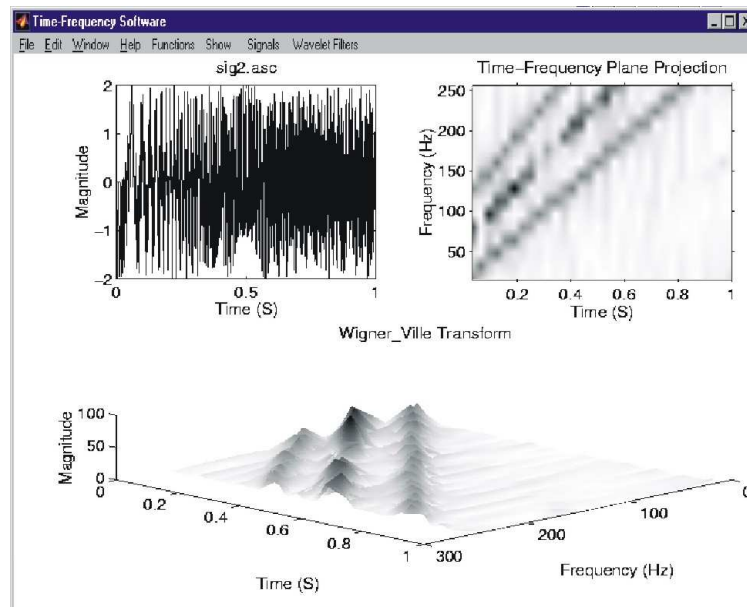 Time-Frequency Software
File Edit Window Help Functions Show Signals Wavelet Filters
sig2.asc
Magnitude
2
1
0
-1
-2
0 0.5 1
Time (S)
Time-Frequency Plane Projection
Frequency (Hz)
250
200
150
100
50
0.2 0.4 0.6 0.8 1
Time (S)
Wigner_Ville Transform
Magnitude
100
50
0
0 0.2 0.4 0.6 0.8 1
Time (S)
300 200 100 0
Frequency (Hz)